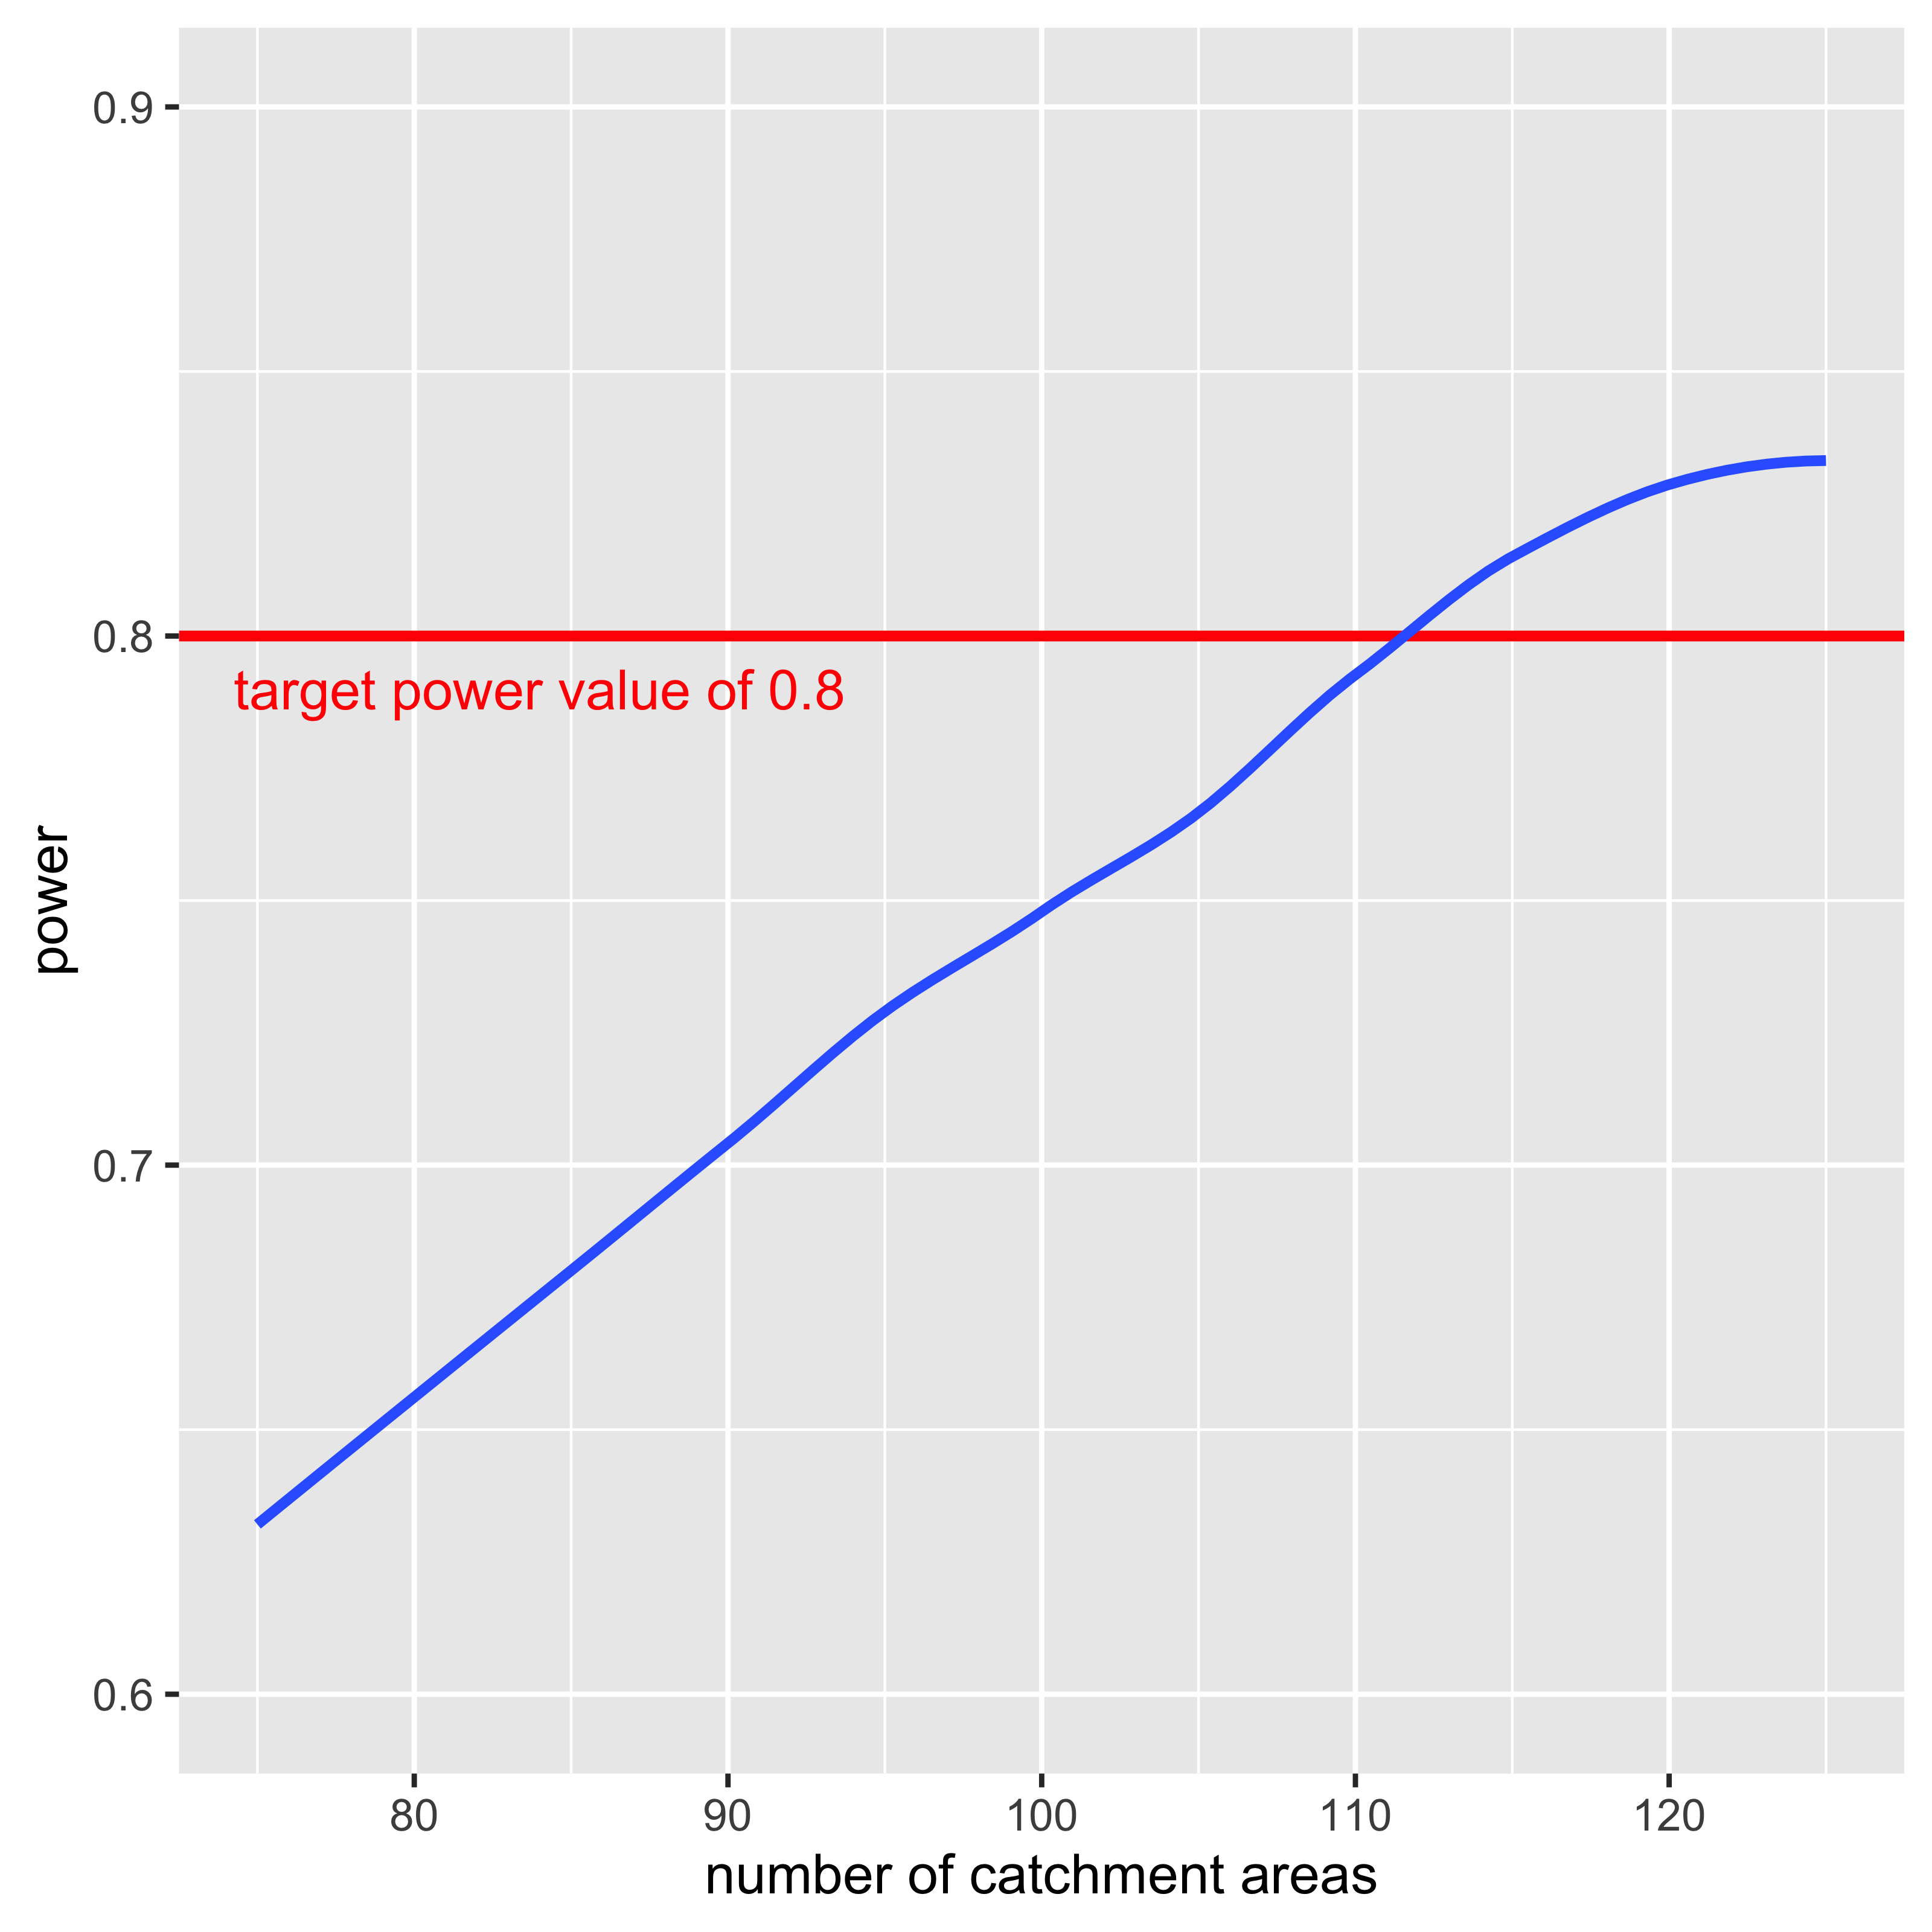 0.9
0.8
target power value of 0.8
power
0.7
0.6
80 90 100 110 120
number of catchment areas